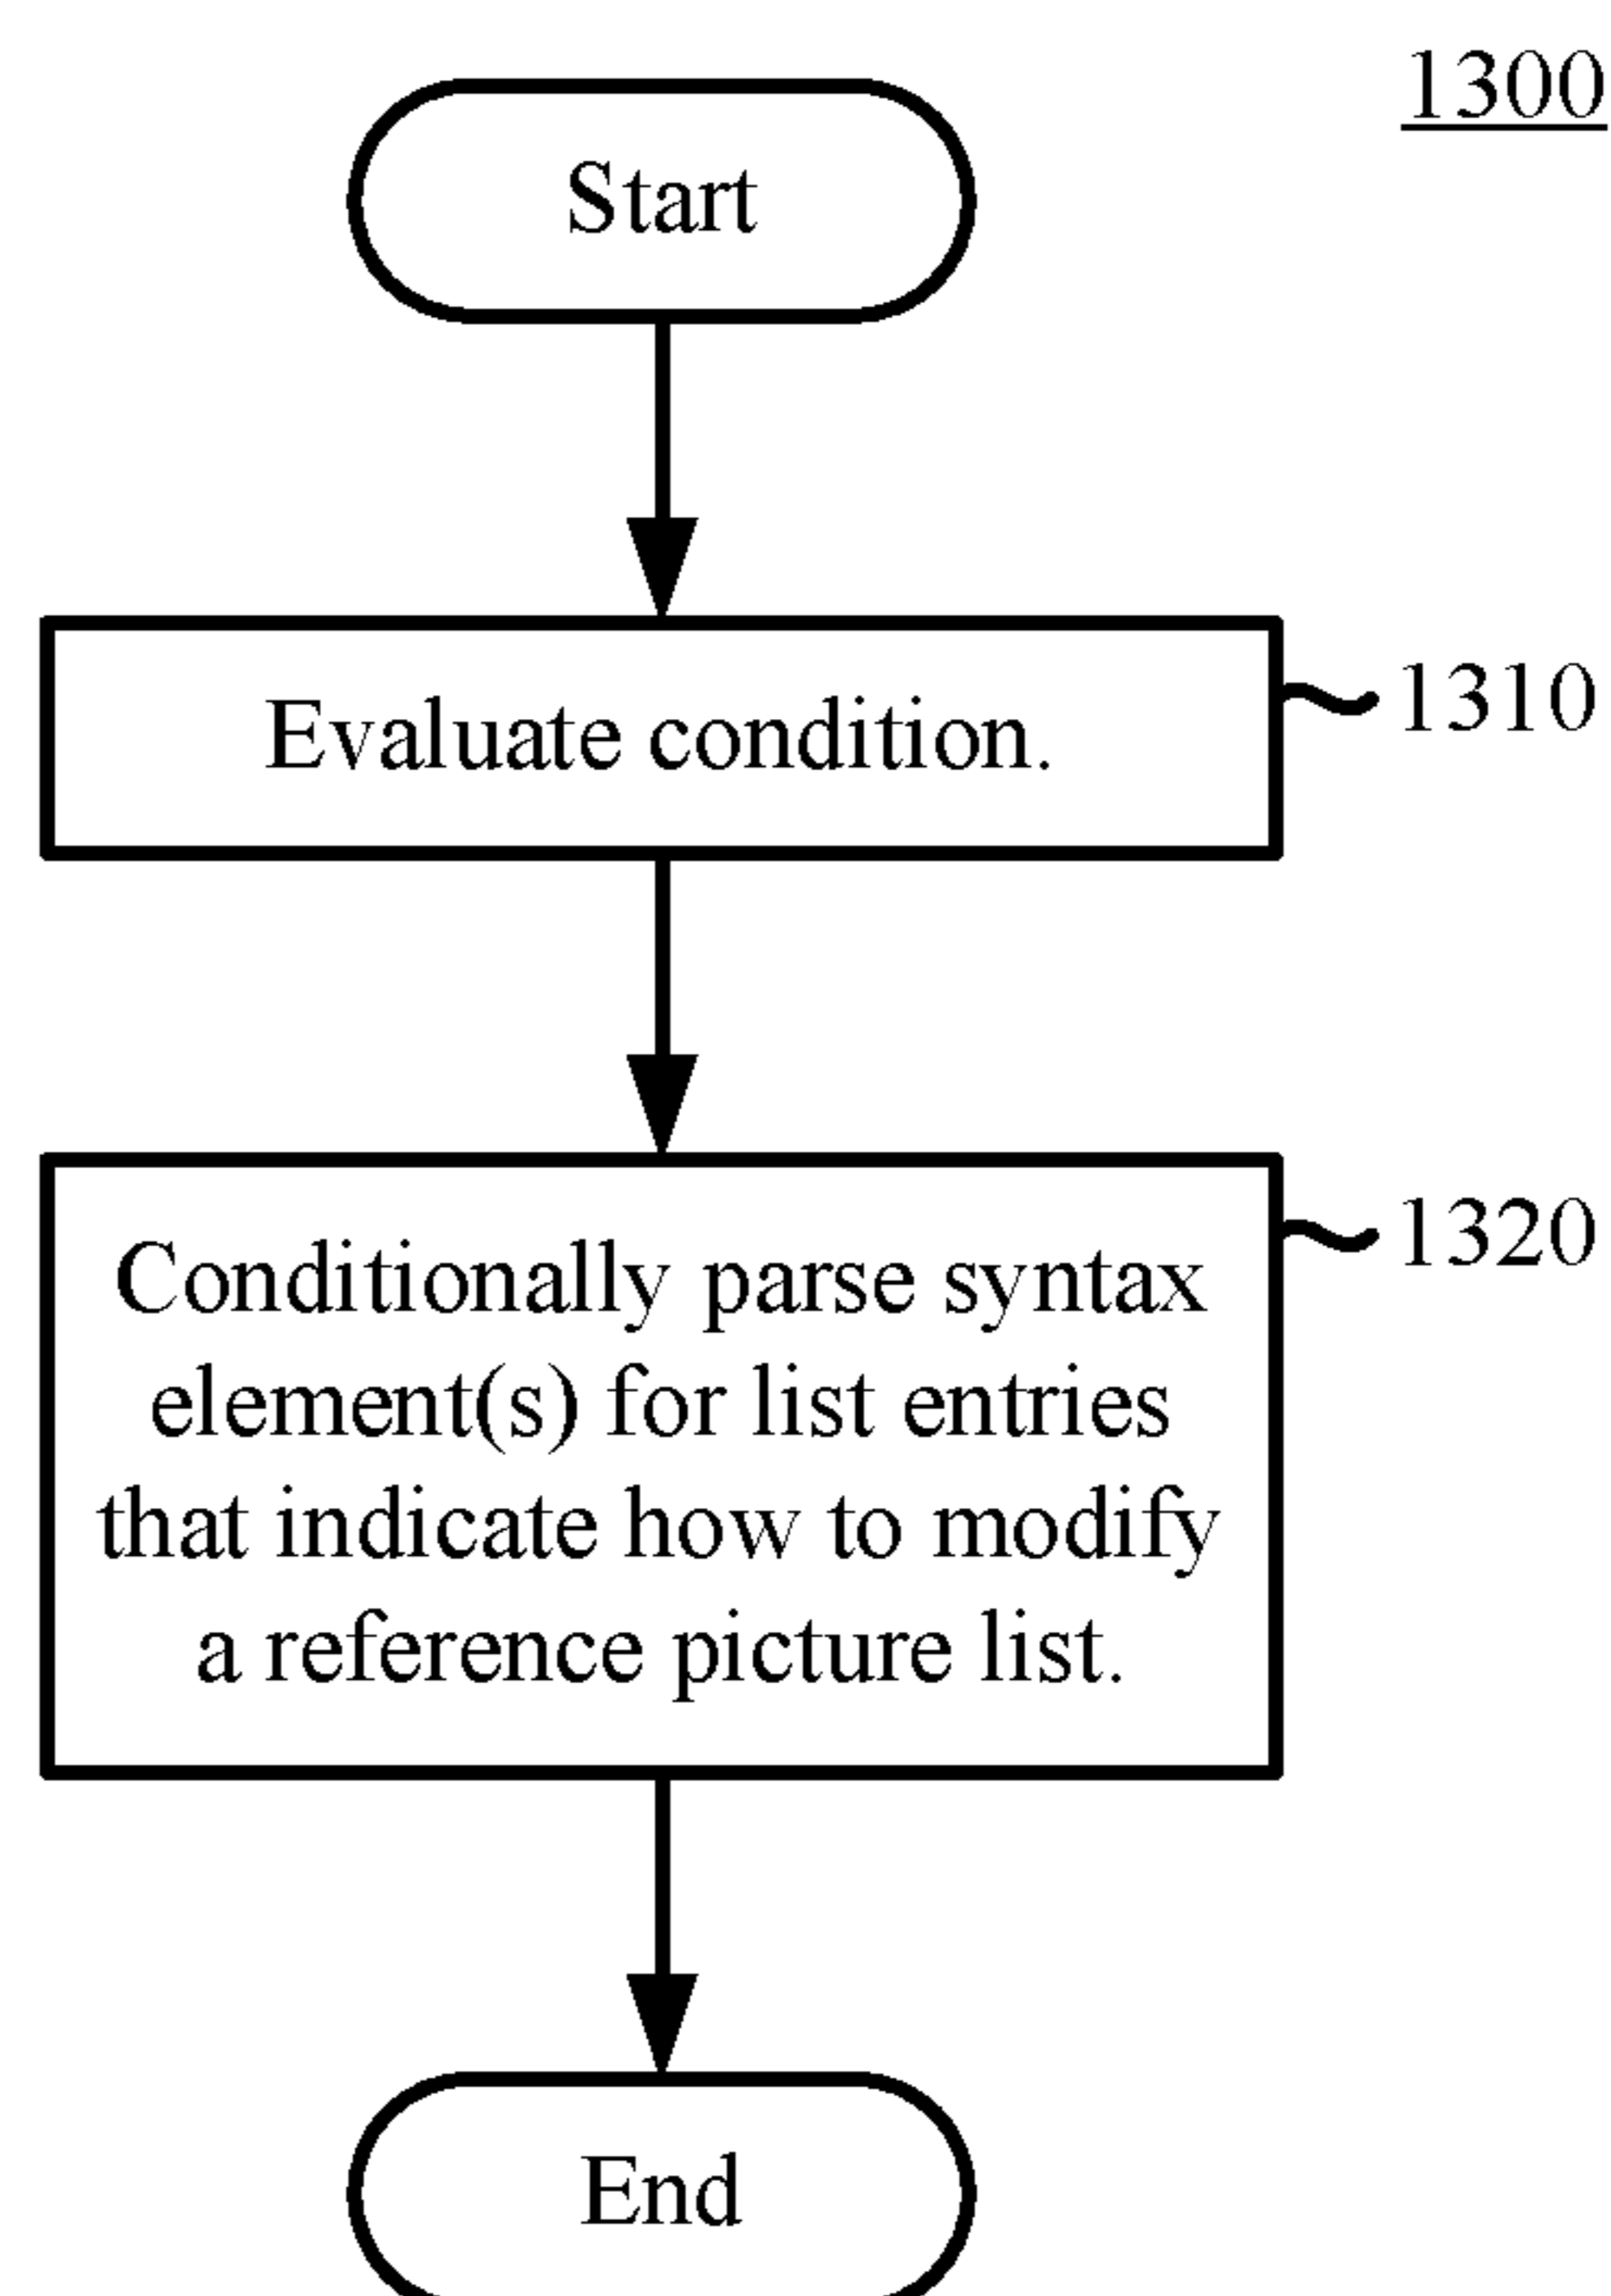 1300
Start
Evaluate condition.
1310
Conditionally parse syntax
1320
element(s) for list entries
that indicate how to modify
a reference picture list.
End